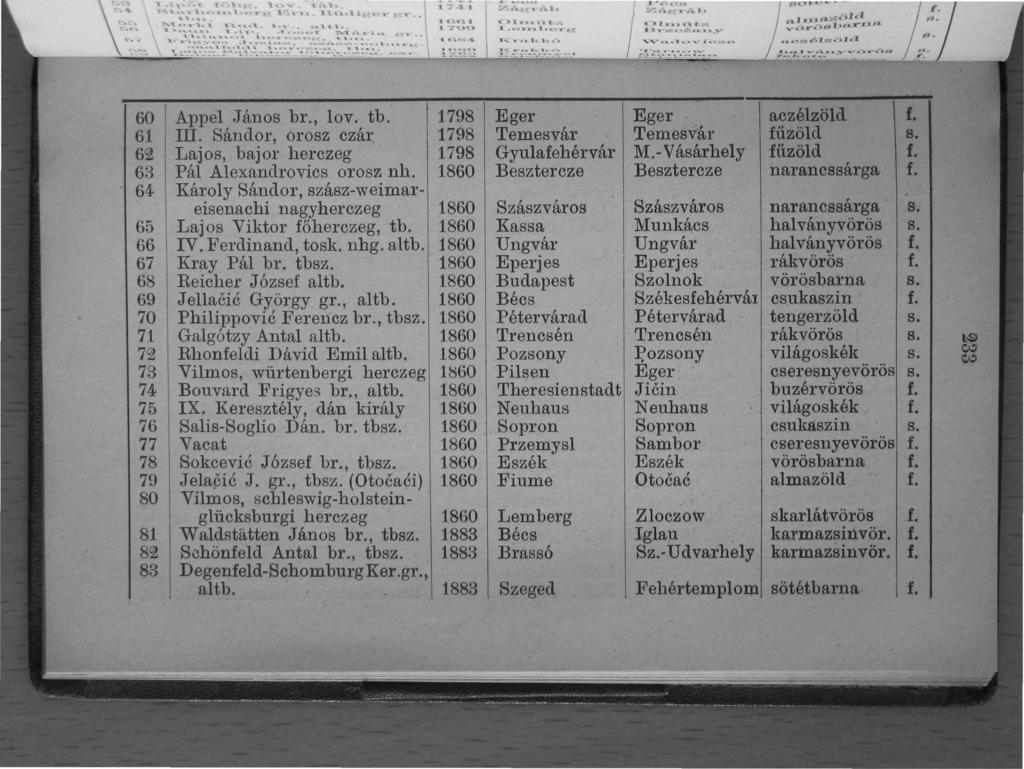 60 Appel János br., lov. tb. 1798 Eger Eger aczélzöld f.
61 III. Sándor, orosz czár 1798 Temesvár Temesvár fűzöld s.
62 Lajos, bajor herczeg 1798 Gyulafehérvár M.-Vásárhely fűzöld f.
63 Pál Alexandrovics orosz nh. 1860 Besztercze Besztercze narancssárga f.
64 Károly Sándor, szász-weimar-
eisenachi nagyherczeg 1860 Szászváros Szászváros narancssárga s.
65 Lajos Viktor főherczeg, tb. 1860 Kassa Munkács halványvörös s.
66 IV. Ferdinand, tosk. nhg. altb. 1860 Ungvár Ungvár halványvörös f.
67 Kray Pál br. tbsz. 1860 Eperjes Eperjes rákvörös f.
68 Reicher József altb. 1860 Budapest Szolnok vörösbarna s.
69 Jellačić György gr., altb. 1860 Bécs Székesfehérvár csukaszin f.
70 Philippović Ferencz br., tbsz. 1860 Pétervárad Pétervárad tengerzöld s.
71 Galgótzy Antal altb. 1860 Trencsén Trencsén rákvörös s.
72 Rhonfeldi Dávid Emil altb. 1860 Pozsony Pozsony világoskék s.
73 Vilmos, würtenbergi herczeg 1860 Pilsen Eger cseresnyevörös s.
74 Bouvard Frigyes br., altb. 1860 Theresienstadt Jičin buzérvörös f.
75 IX. Keresztély, dán király 1860 Neuhaus Neuhaus világoskék f.
76 Salis-Soglio Dán. br. tbsz. 1860 Sopron Sopron csukaszin s.
77 Vacat 1860 Przemysl Sambor cseresnyevörös f.
78 Sokcević József br., tbsz. 1860 Eszék Eszék vörösbarna f.
79 Jelačić J. gr., tbsz. (Otočaći) 1860 Fiume Otočać almazöld f.
80 Vilmos, schleswig-holstein-
glücksburgi herczeg 1860 Lemberg Zloczow skarlátvörös f.
81 Waldstätten János br., tbsz. 1883 Bécs Iglau karmazsinvör. f.
82 Schönfeld Antal br., tbsz. 1883 Brassó Sz.-Udvarhely karmazsinvör. f.
83 Degenfeld-Schomburg Ker. gr.,
altb. 1883 Szeged Fehértemplom sötétbarna f.
233